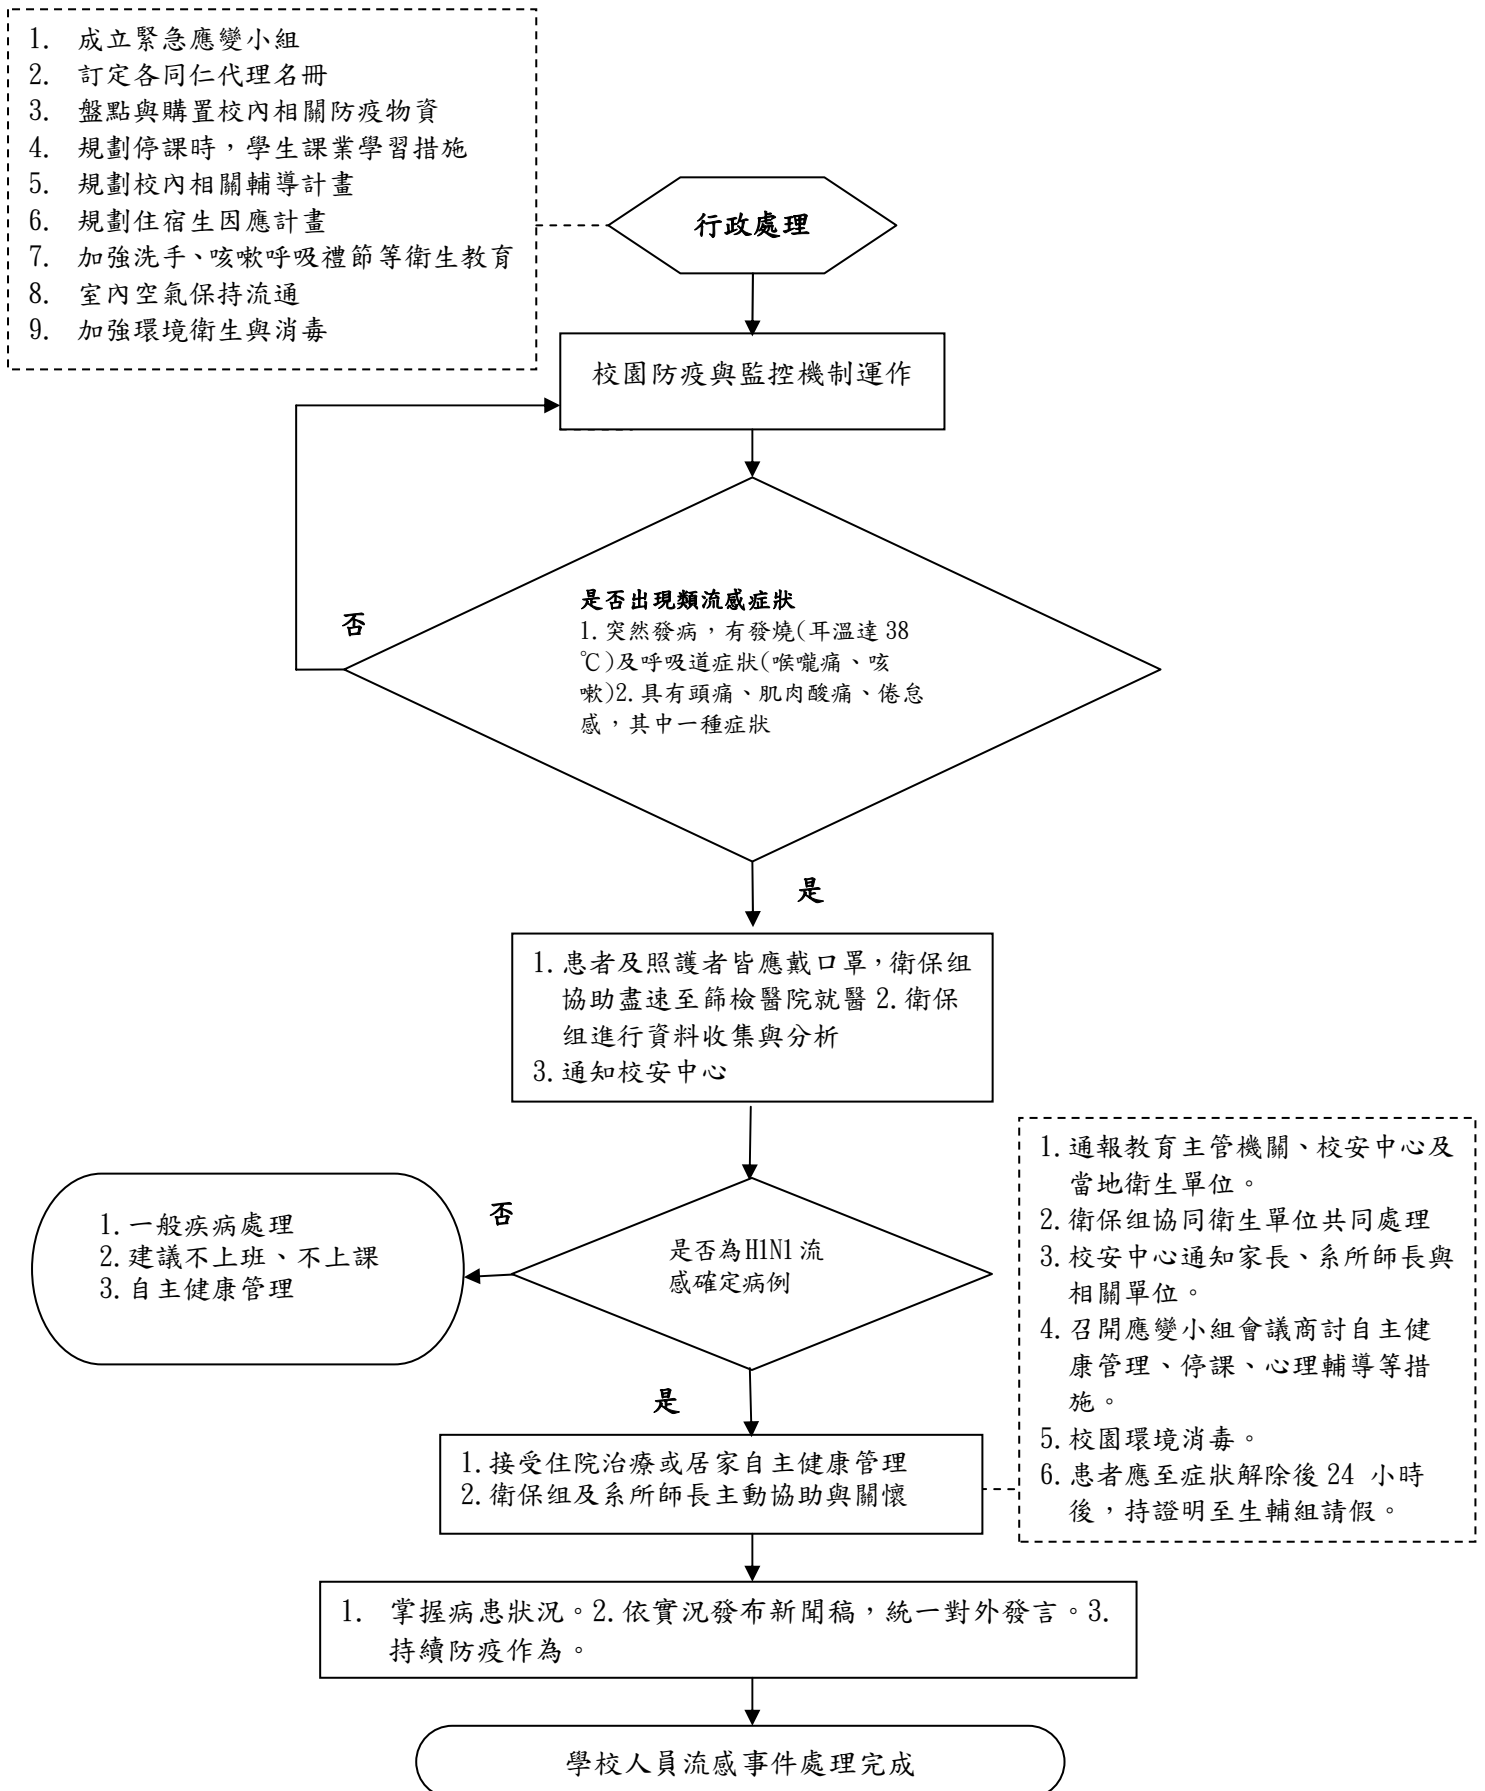 1. 成立緊急應變小組
2. 訂定各同仁代理名冊
3. 盤點與購置校內相關防疫物資
4. 規劃停課時，學生課業學習措施
5. 規劃校內相關輔導計畫
6. 規劃住宿生因應計畫
7. 加強洗手、咳嗽呼吸禮節等衛生教育
8. 室內空氣保持流通
9. 加強環境衛生與消毒
行政處理
校園防疫與監控機制運作
是否出現類流感症狀
1.突然發病，有發燒(耳溫達 38
℃)及呼吸道症狀(喉嚨痛、咳
嗽)2.具有頭痛、肌肉酸痛、倦怠
感，其中一種症狀
否
是
1.患者及照護者皆應戴口罩，衛保组
協助盡速至篩檢醫院就醫 2.衛保
组進行資料收集與分析
3.通知校安中心
是否為H1N1 流
感確定病例
否
1.一般疾病處理
2.建議不上班、不上課
3.自主健康管理
是
1.接受住院治療或居家自主健康管理
2.衛保组及系所師長主動協助與關懷
1.通報教育主管機關、校安中心及
當地衛生單位。
2.衛保组協同衛生單位共同處理
3.校安中心通知家長、系所師長與
相關單位。
4.召開應變小組會議商討自主健
康管理、停課、心理輔導等措
施。
5.校園環境消毒。
6.患者應至症狀解除後 24 小時
後，持證明至生輔組請假。
1. 掌握病患狀況。2.依實況發布新聞稿，統一對外發言。3.
持續防疫作為。
學校人員流感事件處理完成